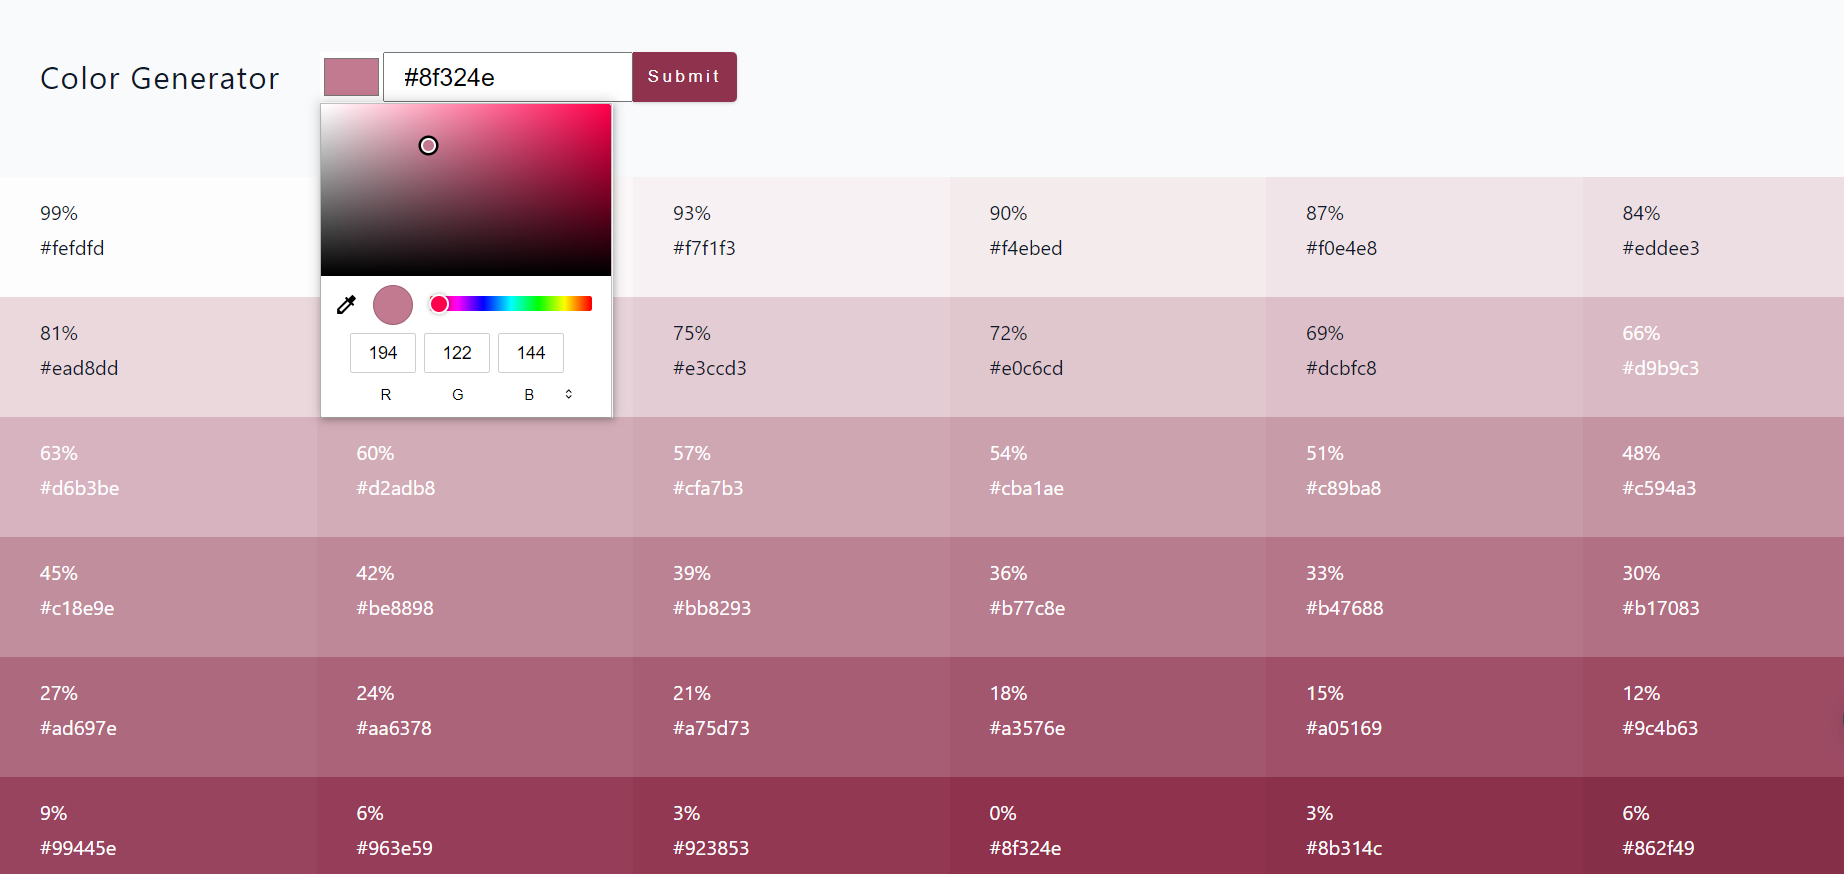 Color Generator
#8f324e
Submit
194 122 144
R G B
99%
#fefdfd
93%
#f7f1f3
90%
#f4ebed
87%
#f0e4e8
84%
#eddee3
81%
#ead8dd
75%
#e3ccd3
72%
#e0c6cd
69%
#dcbfc8
66%
#d9b9c3
63%
#d6b3be
60%
#d2adb8
57%
#cfa7b3
54%
#cba1ae
51%
#c89ba8
48%
#c594a3
45%
#c18e9e
42%
#be8898
39%
#bb8293
36%
#b77c8e
33%
#b47688
30%
#b17083
27%
#ad697e
24%
#aa6378
21%
#a75d73
18%
#a3576e
15%
#a05169
12%
#9c4b63
9%
#99445e
6%
#963e59
3%
#923853
0%
#8f324e
3%
#8b314c
6%
#862f49